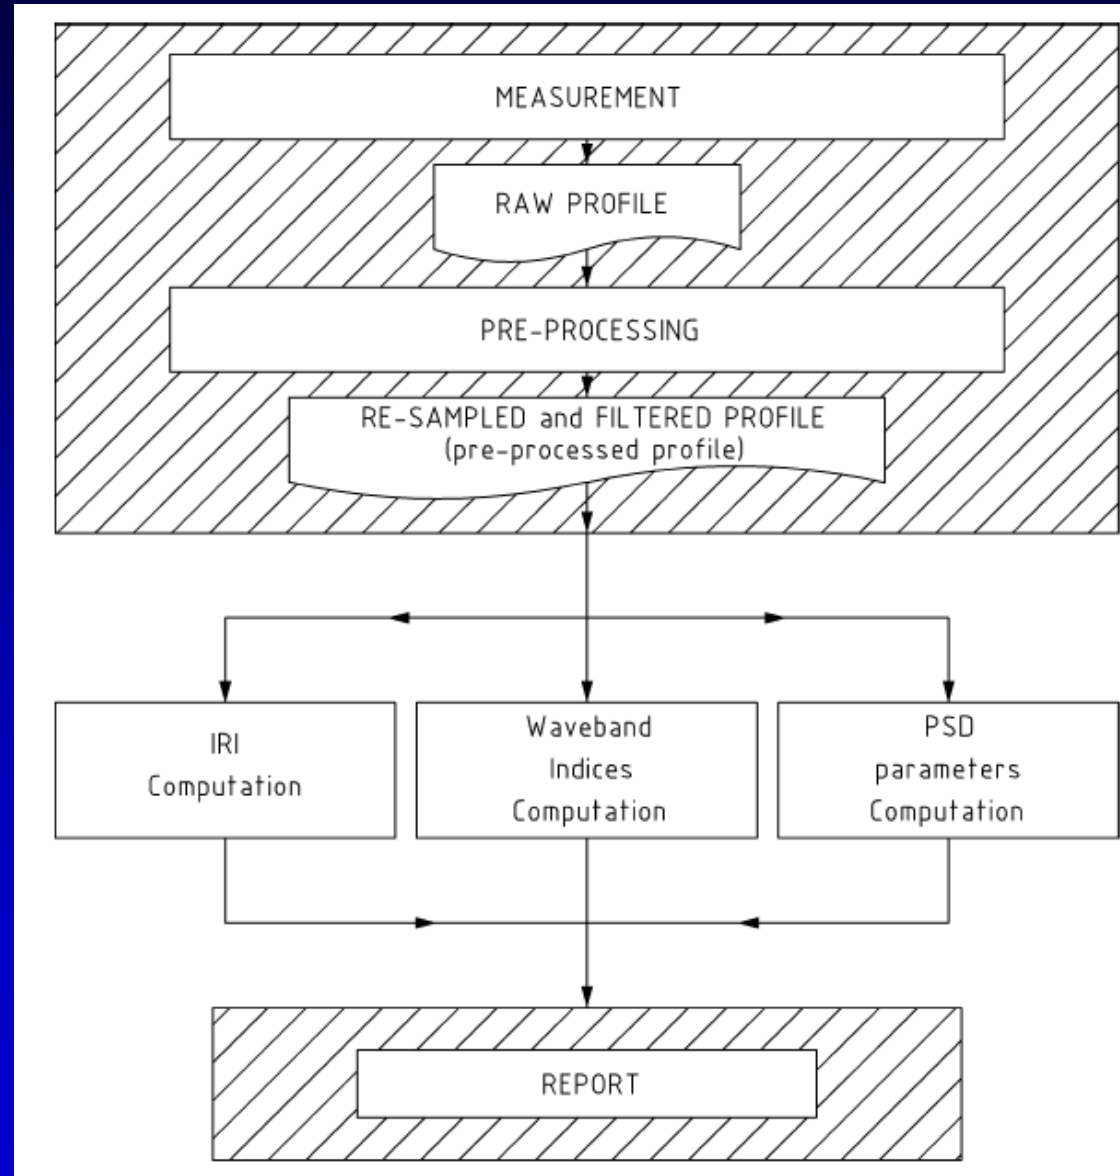 MEASUREMENT
RAW PROFILE
PRE-PROCESSING
RE-SAMPLED and FILTERED PROFILE
(pre-processed profile)
IRI
Computation
Waveband
Indices
Computation
PSD
parameters
Computation
REPORT